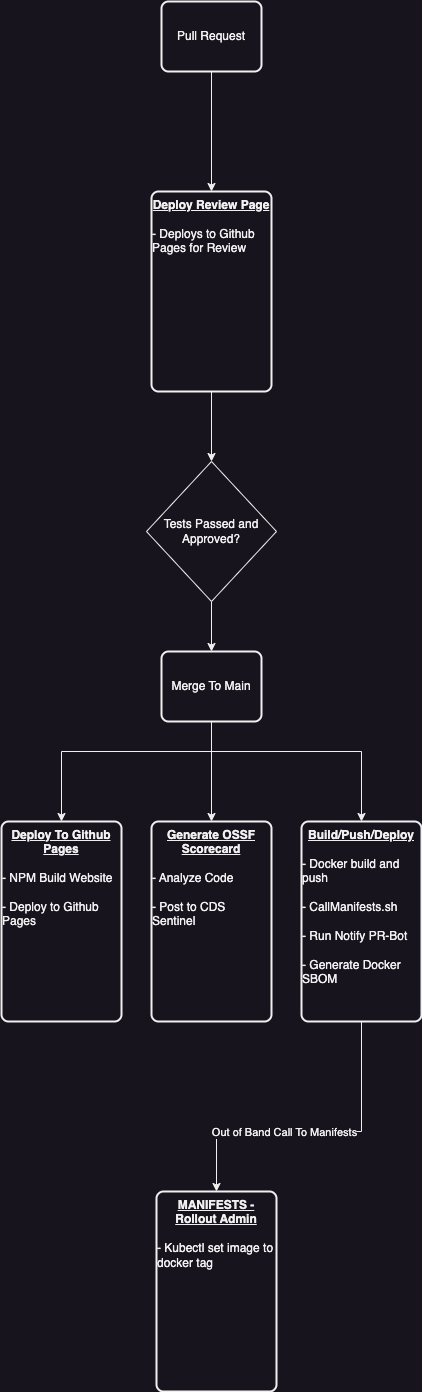 Pull Request
Deploy Review Page
- Deploys to Github
Pages for Review
Tests Passed and
Approved?
Merge To Main
Deploy To Github
Pages
- NPM Build Website
- Deploy to Github
Pages
Generate OSSF
Scorecard
- Analyze Code
- Post to CDS
Sentinel
Build/Push/Deploy
- Docker build and
push
- CallManifests.sh
- Run Notify PR-Bot
- Generate Docker
SBOM
Out of Band Call To Manifests
MANIFESTS -
Rollout Admin
- Kubectl set image to
docker tag